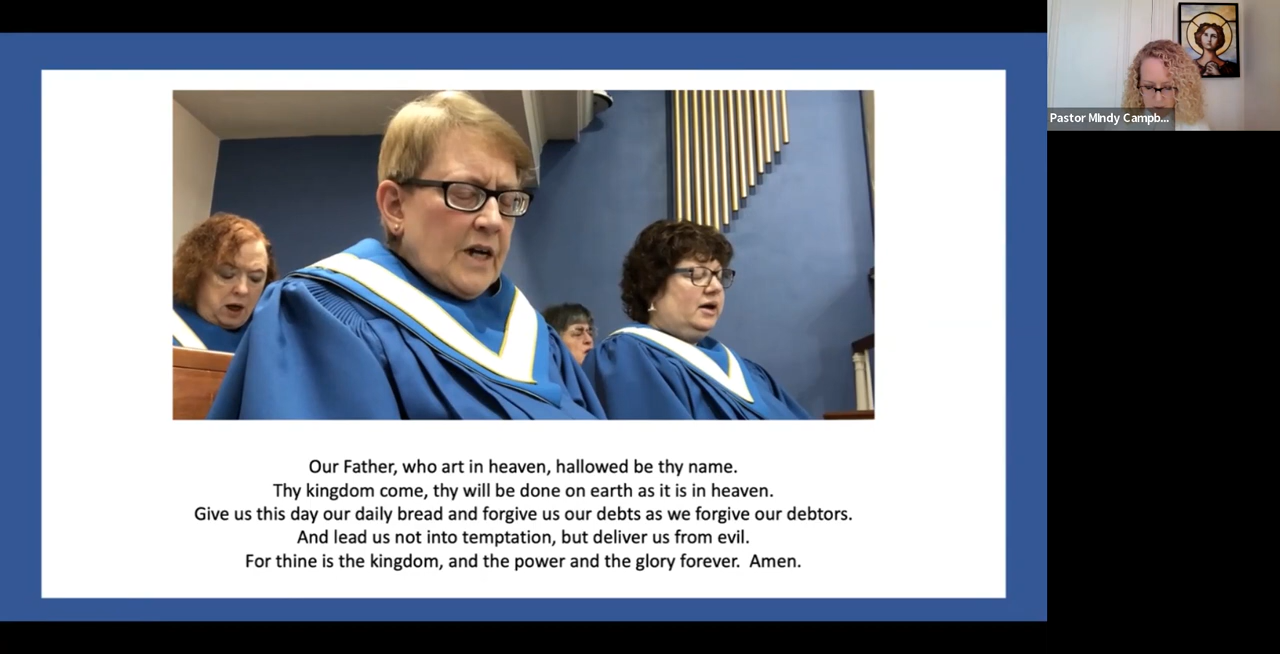 Pastor MIndy Campb...
Our Father, who art in heaven, hallowed be thy name.
Thy kingdom come, thy will be done on earth as it is in heaven.
Give us this day our daily bread and forgive us our debts as we forgive our debtors.
And lead us not into temptation, but deliver us from evil.
For thine is the kingdom, and the power and the glory forever.  Amen.